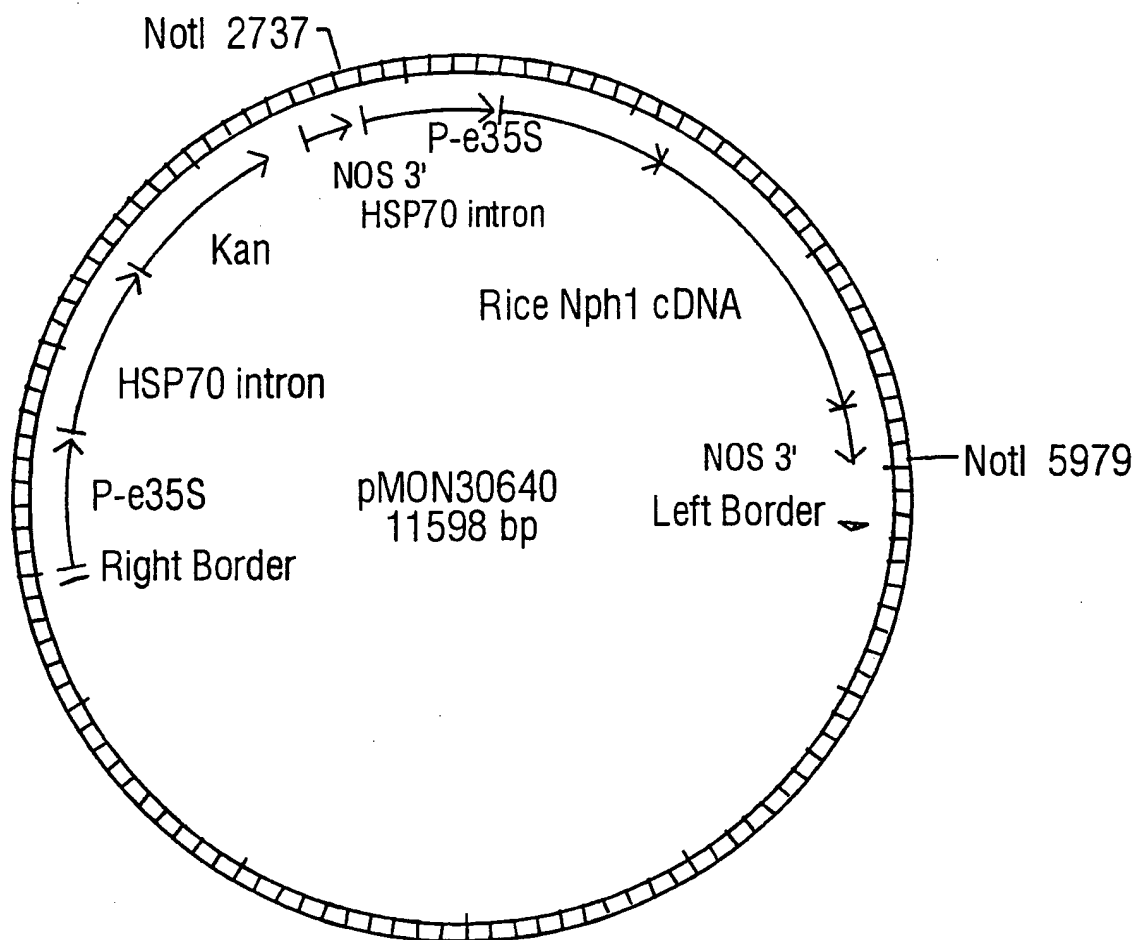 NotI 2737
P-e35S
NOS 3'
HSP70 intron
Kan
Rice Nph1 cDNA
HSP70 intron
NOS 3'
NotI 5979
P-e35S
pMON30640
11598 bp
Left Border
Right Border